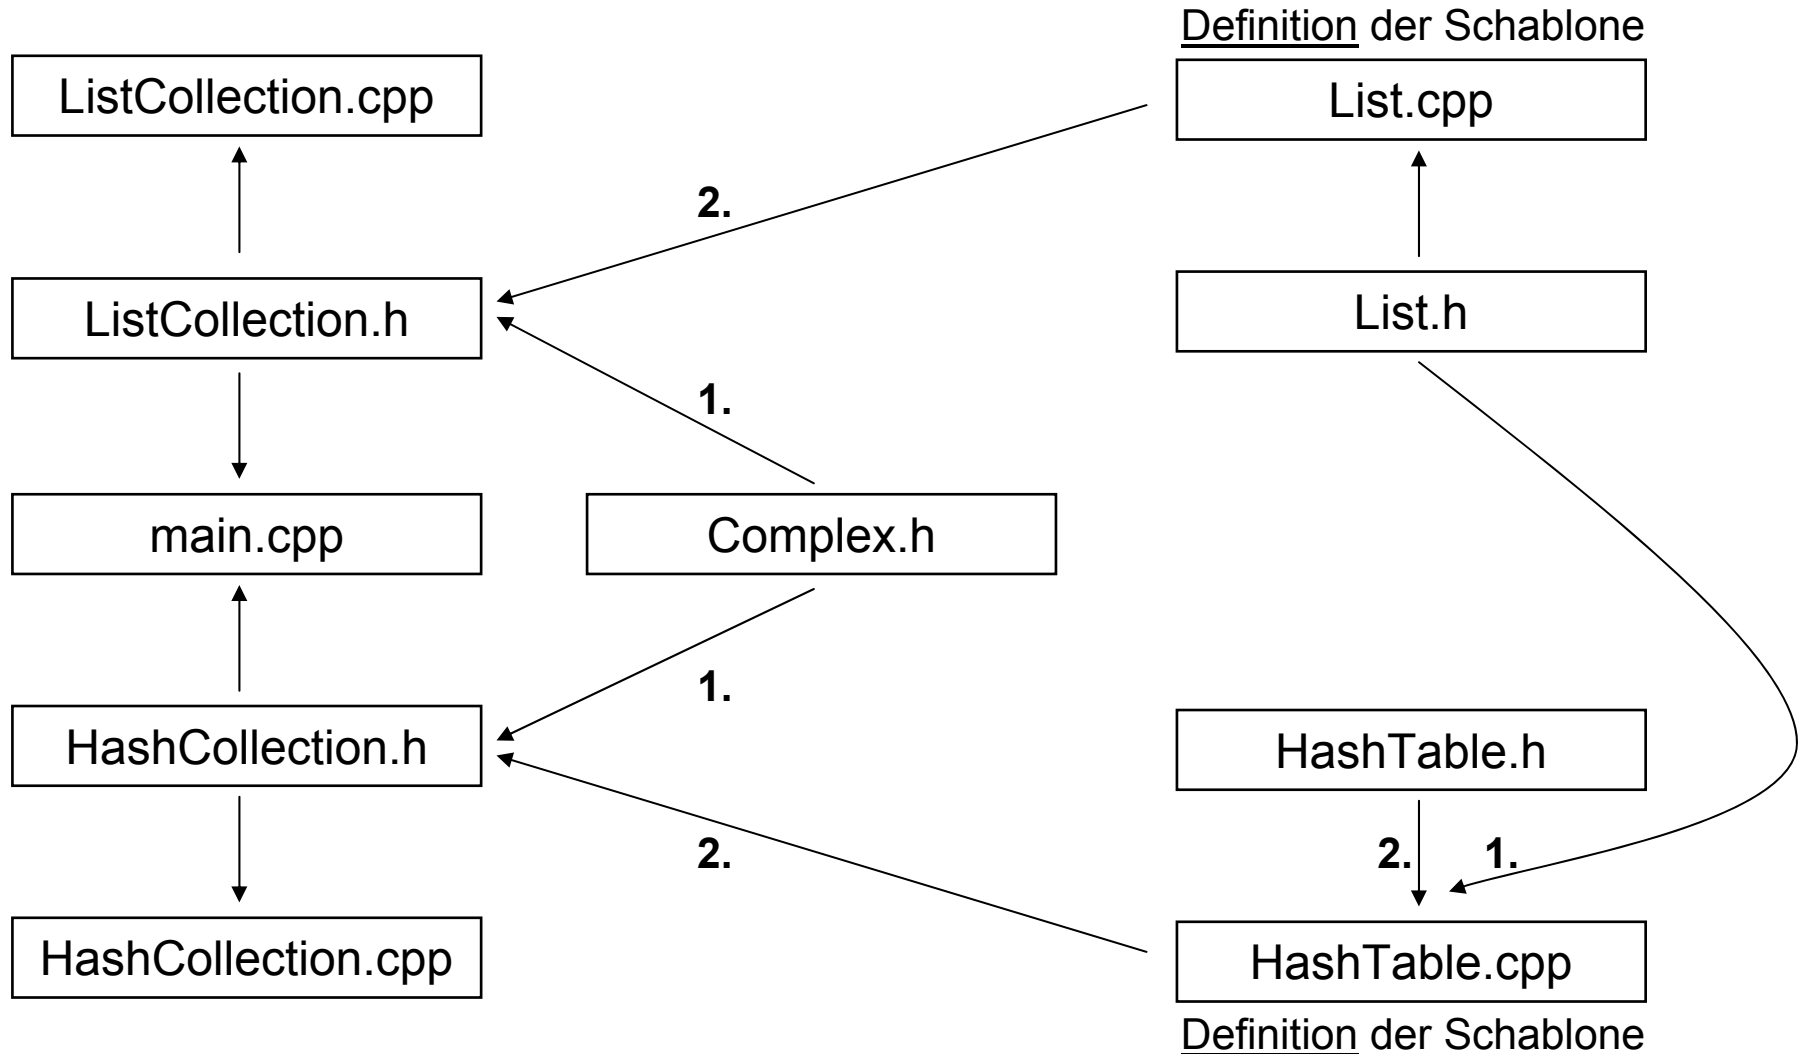 Definition der Schablone
ListCollection.cpp
List.cpp
2.
ListCollection.h
List.h
1.
main.cpp
Complex.h
1.
HashCollection.h
HashTable.h
2.
2.
1.
HashCollection.cpp
HashTable.cpp
Definition der Schablone